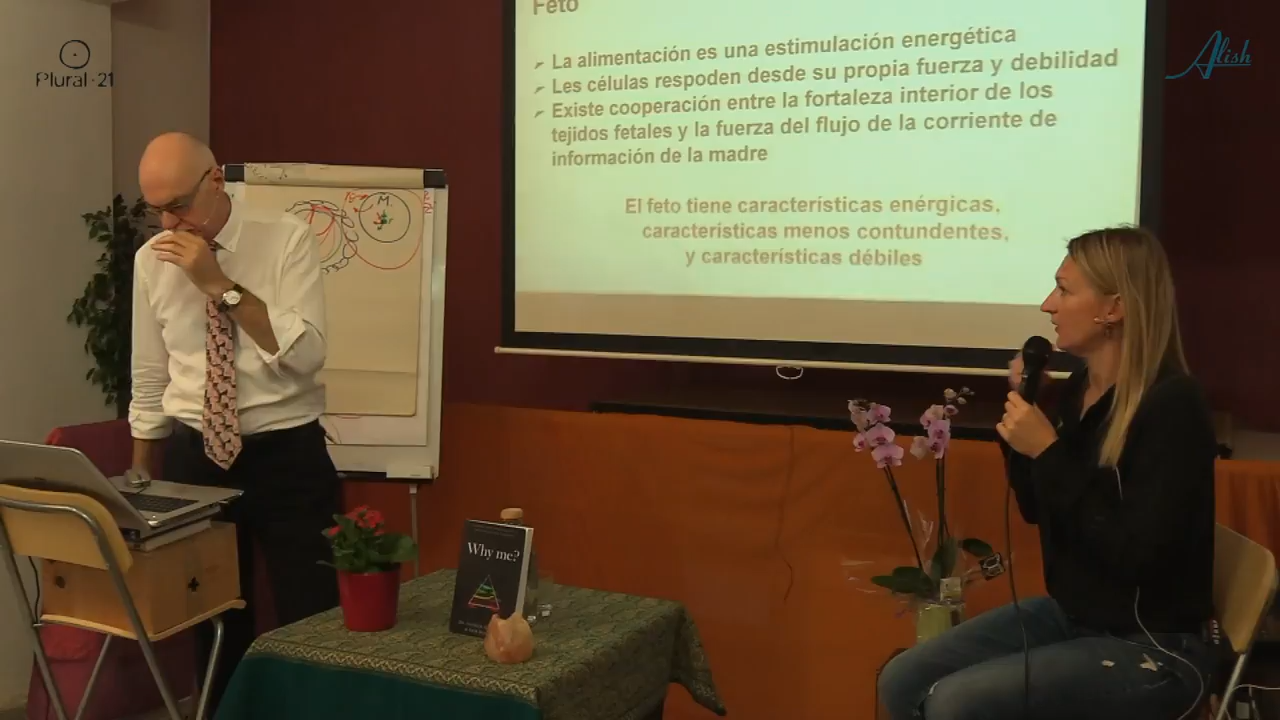 Plural·21
Alish
Feto
La alimentación es una estimulación energética
Les células respoden desde su propia fuerza y debilidad
Existe cooperación entre la fortaleza interior de los
tejidos fetales y la fuerza del flujo de la corriente de
información de la madre
El feto tiene características enérgicas,
características menos contundentes,
y características débiles
M.
Why me?